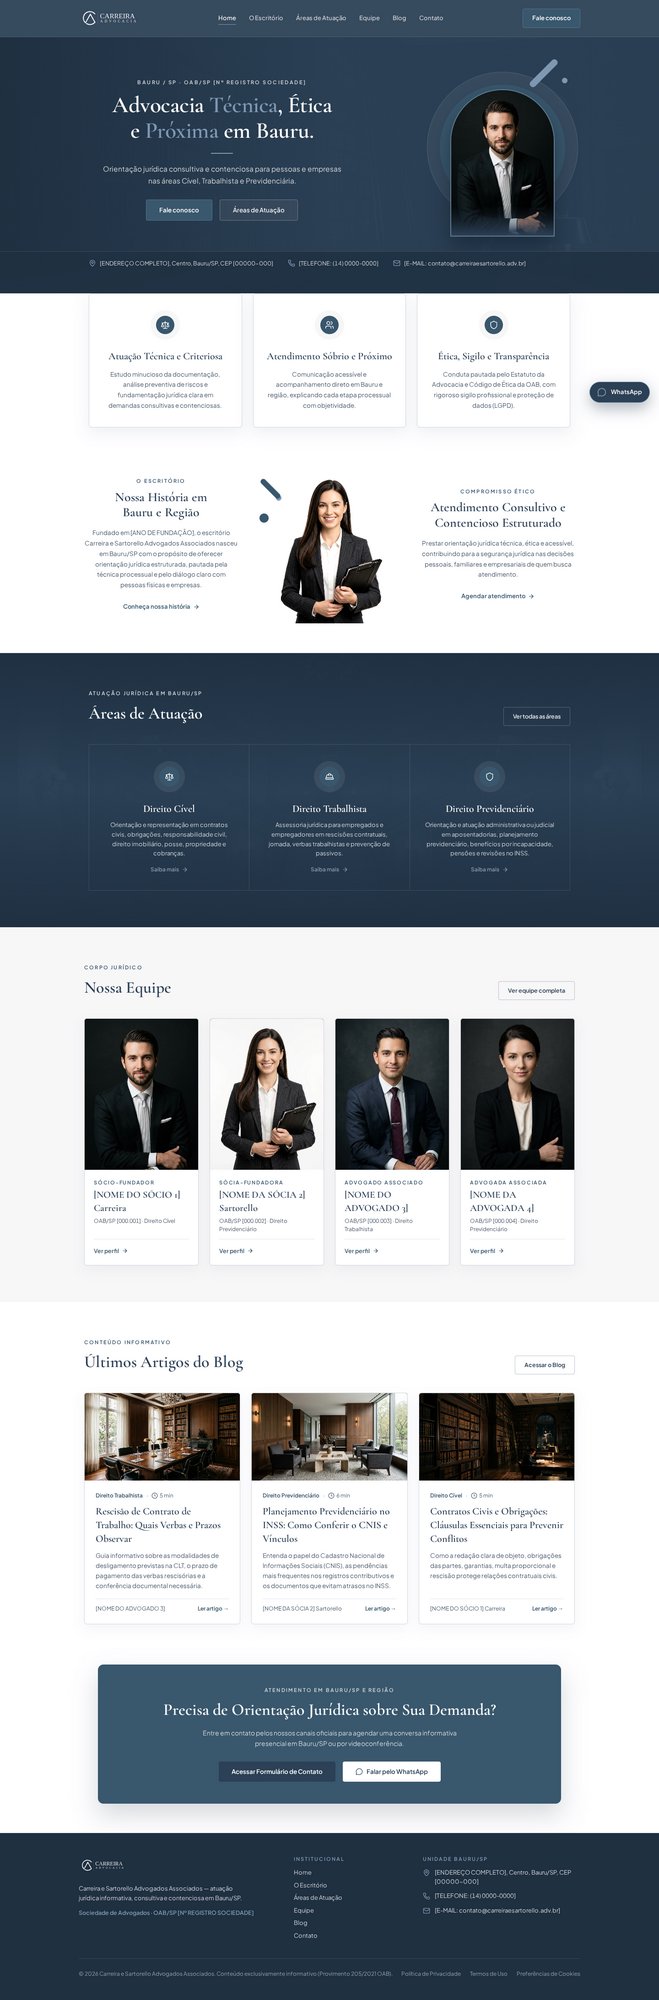 CARREIRA
ADVOCACIA
Home
O Escritório
Áreas de Atuação
Equipe
Blog
Contato
Fale conosco
BAURU / SP · OAB/SP [Nº REGISTRO SOCIEDADE]
Advocacia Técnica, Ética
e Próxima em Bauru.
Orientação jurídica consultiva e contenciosa para pessoas e empresas
nas áreas Cível, Trabalhista e Previdenciária.
Fale conosco
Áreas de Atuação
[ENDEREÇO COMPLETO], Centro, Bauru/SP, CEP [00000-000]
[TELEFONE: (14) 0000-0000]
[E-MAIL: contato@carreiraesartorello.adv.br]
Atuação Técnica e Criteriosa
Estudo minucioso da documentação,
análise preventiva de riscos e
fundamentação jurídica clara em
demandas consultivas e contenciosas.
Atendimento Sóbrio e Próximo
Comunicação acessível e
acompanhamento direto em Bauru e
região, explicando cada etapa processual
com objetividade.
Ética, Sigilo e Transparência
Conduta pautada pelo Estatuto da
Advocacia e Código de Ética da OAB, com
rigoroso sigilo profissional e proteção de
dados (LGPD).
WhatsApp
O ESCRITÓRIO
Nossa História em
Bauru e Região
Fundado em [ANO DE FUNDAÇÃO], o escritório
Carreira e Sartorello Advogados Associados nasceu
em Bauru/SP com o propósito de oferecer
orientação jurídica estruturada, pautada pela
técnica processual e pelo diálogo claro com
pessoas físicas e empresas.
Conheça nossa história →
COMPROMISSO ÉTICO
Atendimento Consultivo e
Contencioso Estruturado
Prestar orientação jurídica técnica, ética e acessível,
contribuindo para a segurança jurídica nas decisões
pessoais, familiares e empresariais de quem busca
atendimento.
Agendar atendimento →
ATUAÇÃO JURÍDICA EM BAURU/SP
Áreas de Atuação
Ver todas as áreas
Direito Cível
Orientação e representação em contratos
civis, obrigações, responsabilidade civil,
direito imobiliário, posse, propriedade e
cobranças.
Saiba mais →
Direito Trabalhista
Assessoria jurídica para empregados e
empregadores em rescisões contratuais,
jornada, verbas trabalhistas e prevenção de
passivos.
Saiba mais →
Direito Previdenciário
Orientação e atuação administrativa ou judicial
em aposentadorias, planejamento
previdenciário, benefícios por incapacidade,
pensões e revisões no INSS.
Saiba mais →
CORPO JURÍDICO
Nossa Equipe
Ver equipe completa
SÓCIO-FUNDADOR
[NOME DO SÓCIO 1]
Carreira
OAB/SP [000.001] · Direito Cível
Ver perfil →
SÓCIA-FUNDADORA
[NOME DA SÓCIA 2]
Sartorello
OAB/SP [000.002] · Direito
Previdenciário
Ver perfil →
ADVOGADO ASSOCIADO
[NOME DO
ADVOGADO 3]
OAB/SP [000.003] · Direito
Trabalhista
Ver perfil →
ADVOGADA ASSOCIADA
[NOME DA
ADVOGADA 4]
OAB/SP [000.004] · Direito
Previdenciário
Ver perfil →
CONTEÚDO INFORMATIVO
Últimos Artigos do Blog
Acessar o Blog
Direito Trabalhista · 5 min
Rescisão de Contrato de
Trabalho: Quais Verbas e Prazos
Observar
Guia informativo sobre as modalidades de
desligamento previstas na CLT, o prazo de
pagamento das verbas rescisórias e a
conferência documental necessária.
[NOME DO ADVOGADO 3]
Ler artigo →
Direito Previdenciário · 6 min
Planejamento Previdenciário no
INSS: Como Conferir o CNIS e
Vínculos
Entenda o papel do Cadastro Nacional de
Informações Sociais (CNIS), as pendências
mais frequentes nos registros contributivos e
os documentos que evitam atrasos no INSS.
[NOME DA SÓCIA 2] Sartorello
Ler artigo →
Direito Cível · 5 min
Contratos Civis e Obrigações:
Cláusulas Essenciais para Prevenir
Conflitos
Como a redação clara de objeto, obrigações
das partes, garantias, multa proporcional e
rescisão protege relações contratuais civis.
[NOME DO SÓCIO 1] Carreira
Ler artigo →
ATENDIMENTO EM BAURU/SP E REGIÃO
Precisa de Orientação Jurídica sobre Sua Demanda?
Entre em contato pelos nossos canais oficiais para agendar uma conversa informativa
presencial em Bauru/SP ou por videoconferência.
Acessar Formulário de Contato
Falar pelo WhatsApp
CARREIRA
ADVOCACIA
Carreira e Sartorello Advogados Associados — atuação
jurídica informativa, consultiva e contenciosa em Bauru/SP.
Sociedade de Advogados · OAB/SP [Nº REGISTRO SOCIEDADE]
INSTITUCIONAL
Home
O Escritório
Áreas de Atuação
Equipe
Blog
Contato
UNIDADE BAURU/SP
[ENDEREÇO COMPLETO], Centro, Bauru/SP, CEP
[00000-000]
[TELEFONE: (14) 0000-0000]
[E-MAIL: contato@carreiraesartorello.adv.br]
© 2026 Carreira e Sartorello Advogados Associados. Conteúdo exclusivamente informativo (Provimento 205/2021 OAB).
Política de Privacidade
Termos de Uso
Preferências de Cookies